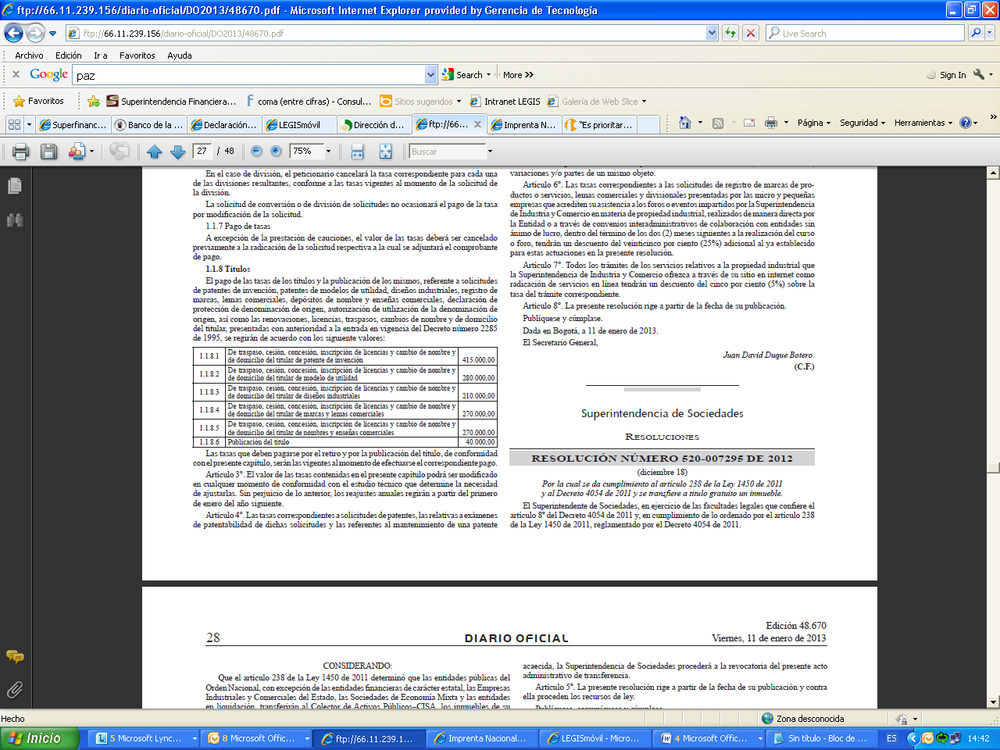 ftp://66.11.239.156/diario-oficial/DO2013/48670.pdf - Microsoft Internet Explorer provided by Gerencia de Tecnología
ftp://66.11.239.156/diario-oficial/DO2013/48670.pdf
Live Search
Archivo Edición Ir a Favoritos Ayuda
x Google paz Search More Sign In
Favoritos Superintendencia Financiera... coma (entre cifras) - Consul... Sitios sugeridos Intranet LEGIS Galería de Web Slice
Superfinanc... Banco de la ... Declaración... LEGISmóvil Dirección d... ftp://66.... Imprenta N... "Es prioritar... Página Seguridad Herramientas
27 / 48 75% Buscar
En el caso de división, el peticionario cancelará la tasa correspondiente para cada una
de las divisiones resultantes, conforme a las tasas vigentes al momento de la solicitud de
la división.
La solicitud de conversión o de división de solicitudes no ocasionará el pago de la tasa
por modificación de la solicitud.
1.1.7 Pago de tasas
A excepción de la prestación de cauciones, el valor de las tasas deberá ser cancelado
previamente a la radicación de la solicitud respectiva a la cual se adjuntará el comprobante
de pago.
1.1.8 Títulos
El pago de las tasas de los títulos y la publicación de los mismos, referente a solicitudes
de patentes de invención, patentes de modelos de utilidad, diseños industriales, registro de
marcas, lemas comerciales, depósitos de nombre y enseñas comerciales, declaración de
protección de denominación de origen, autorización de utilización de la denominación de
origen, así como las renovaciones, licencias, traspasos, cambios de nombre y de domicilio
del titular, presentadas con anterioridad a la entrada en vigencia del Decreto número 2285
de 1995, se regirán de acuerdo con los siguiente valores:
1.1.8.1 De traspaso, cesión, concesión, inscripción de licencias y cambio de nombre y
de domicilio del titular de patente de invención 415.000,00
1.1.8.2 De traspaso, cesión, concesión, inscripción de licencias y cambio de nombre y
de domicilio del titular de modelo de utilidad 280.000,00
1.1.8.3 De traspaso, cesión, concesión, inscripción de licencias y cambio de nombre y
de domicilio del titular de diseños industriales 210.000,00
1.1.8.4 De traspaso, cesión, concesión, inscripción de licencias y cambio de nombre y
de domicilio del titular de marcas y lemas comerciales 270.000,00
1.1.8.5 De traspaso, cesión, concesión, inscripción de licencias y cambio de nombre y
de domicilio del titular de nombres y enseñas comerciales 270.000,00
1.1.8.6 Publicación del título 40.000,00
Las tasas que deben pagarse por el retiro y por la publicación del título, de conformidad
con el presente capítulo, serán las vigentes al momento de efectuarse el correspondiente pago.
Artículo 3°. El valor de las tasas contenidas en el presente capítulo podrá ser modificado
en cualquier momento de conformidad con el estudio técnico que determine la necesidad
de ajustarlas. Sin perjuicio de lo anterior, los reajustes anuales regirán a partir del primero
de enero del año siguiente.
Artículo 4°. Las tasas correspondientes a solicitudes de patentes, las relativas a exámenes
de patentabilidad de dichas solicitudes y las referentes al mantenimiento de una patente
variaciones y/o partes de un mismo objeto.
Artículo 6°. Las tasas correspondientes a las solicitudes de registro de marcas de pro-
ductos o servicios, lemas comerciales y divisionales presentadas por las micro y pequeñas
empresas que acrediten su asistencia a los foros o eventos impartidos por la Superintendencia
de Industria y Comercio en materia de propiedad industrial, realizados de manera directa por
la Entidad o a través de convenios interadministrativos de colaboración con entidades sin
ánimo de lucro, dentro del término de los dos (2) meses siguientes a la realización del curso
o foro, tendrán un descuento del veinticinco por ciento (25%) adicional al ya establecido
para estas actuaciones en la presente resolución.
Artículo 7°. Todos los trámites de los servicios relativos a la propiedad industrial que
la Superintendencia de Industria y Comercio ofrezca a través de su sitio en internet como
radicación de servicios en línea tendrán un descuento del cinco por ciento (5%) sobre la
tasa del trámite correspondiente.
Artículo 8°. La presente resolución rige a partir de la fecha de su publicación.
Publíquese y cúmplase.
Dada en Bogotá, a 11 de enero de 2013.
El Secretario General,
Juan David Duque Botero.
(C.F.)
Superintendencia de Sociedades
RESOLUCIONES
RESOLUCIÓN NÚMERO 520-007295 DE 2012
(diciembre 18)
Por la cual se da cumplimiento al artículo 238 de la Ley 1450 de 2011
y al Decreto 4054 de 2011 y se transfiere a título gratuito un inmueble.
El Superintendente de Sociedades, en ejercicio de las facultades legales que confiere el
artículo 8° del Decreto 4054 de 2011 y, en cumplimiento de lo ordenado por el artículo 238
de la Ley 1450 de 2011, reglamentado por el Decreto 4054 de 2011.
28 DIARIO OFICIAL Edición 48.670
Viernes, 11 de enero de 2013
CONSIDERANDO:
Que el artículo 238 de la Ley 1450 de 2011 determinó que las entidades públicas del
Orden Nacional, con excepción de las entidades financieras de carácter estatal, las Empresas
Industriales y Comerciales del Estado, las Sociedades de Economía Mixta y las entidades
en liquidación, transferirán al Colector de Activos Públicos–CISA, los inmuebles de su
acaecida, la Superintendencia de Sociedades procederá a la revocatoria del presente acto
administrativo de transferencia.
Artículo 5°. La presente resolución rige a partir de la fecha de su publicación y contra
ella proceden los recursos de ley.
Publíquese, comuníquese y cúmplase.
Hecho Zona desconocida
Inicio 5 Microsoft Lync... 8 Microsoft Offic... ftp://66.11.239.1... Imprenta Nacional... LEGISmóvil - Micro... 4 Microsoft Offic... Sin título - Bloc de ... ES 14:42